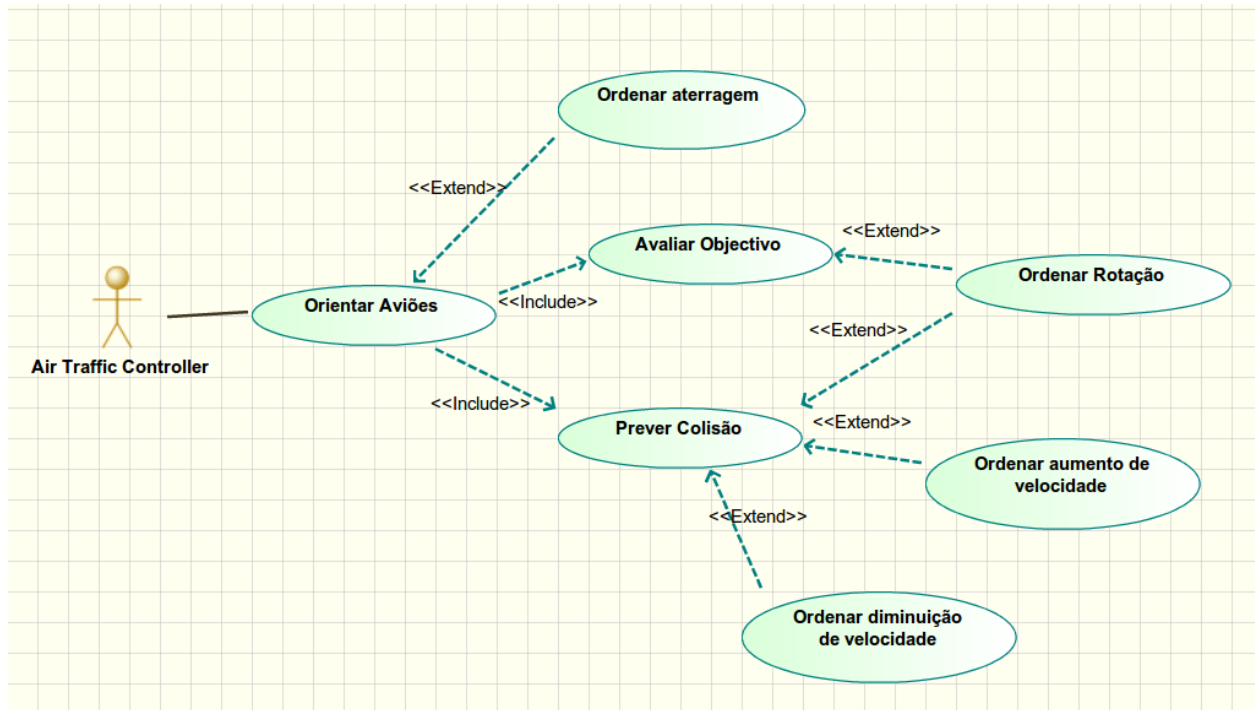 Ordenar aterragem
<<Extend>>
Avaliar Objectivo
<<Extend>>
Ordenar Rotação
Orientar Aviões
<<Include>>
<<Extend>>
Air Traffic Controller
<<Include>>
Prever Colisão
<<Extend>>
Ordenar aumento de
velocidade
<<Extend>>
Ordenar diminuição
de velocidade